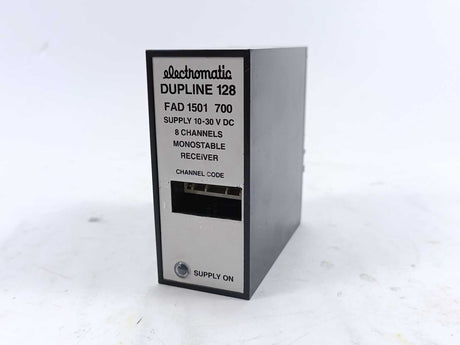 electromatic
DUPLINE 128
FAD 1501 700
SUPPLY 10-30 V DC
8 CHANNELS
MONOSTABLE
RECEIVER
CHANNEL CODE
SUPPLY ON